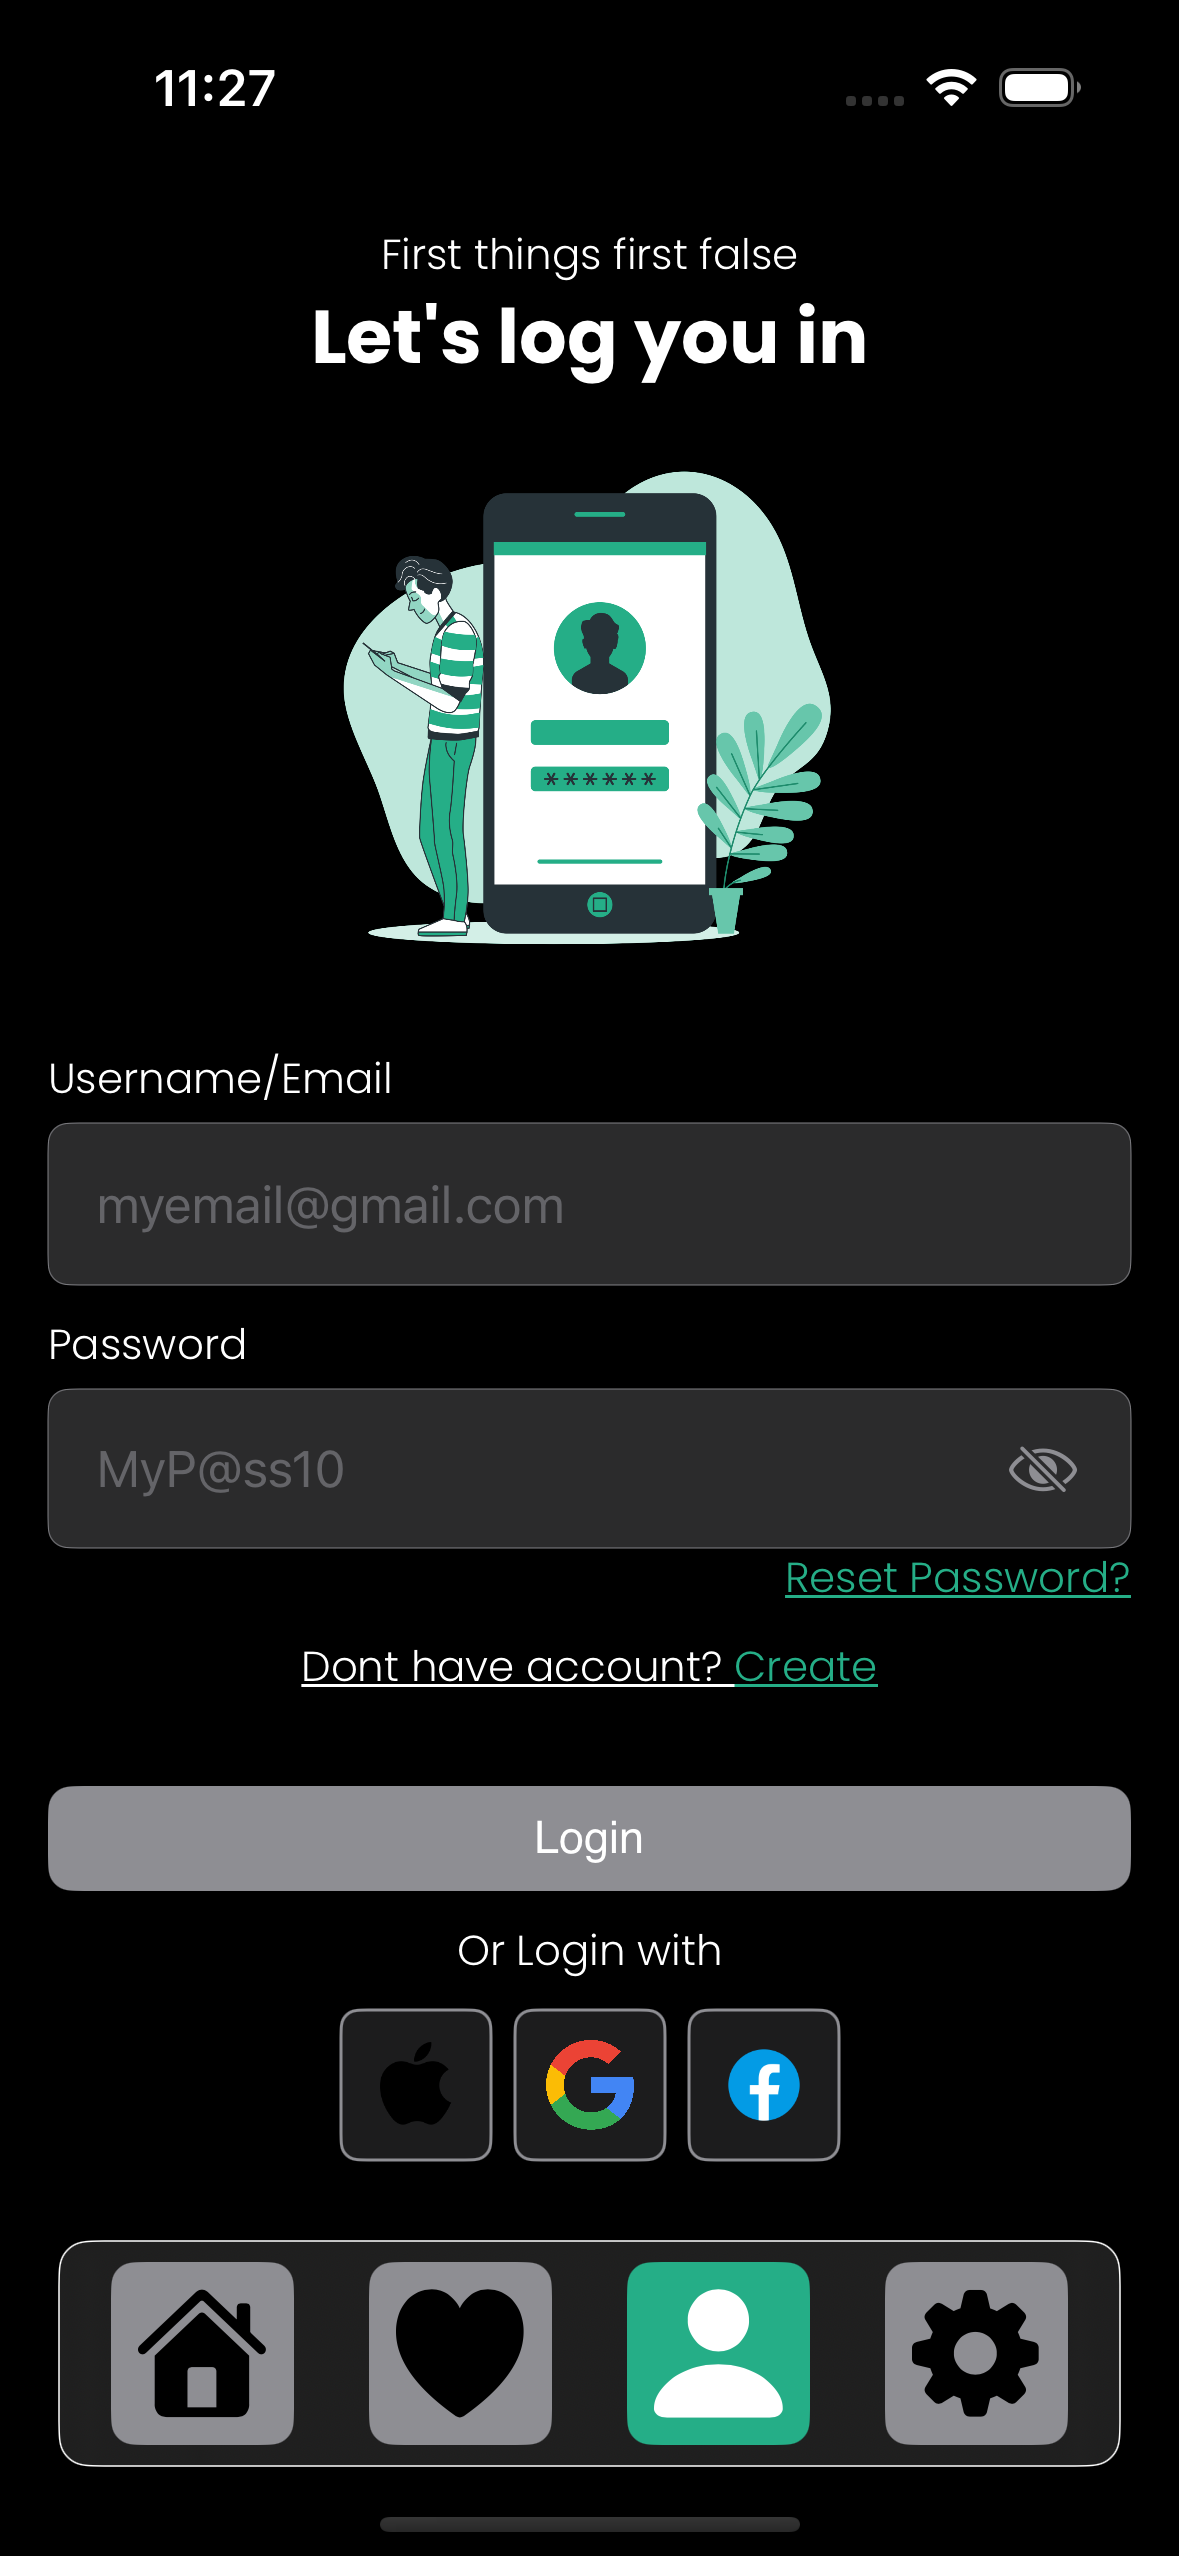 11:27
First things first false
Let's log you in
******
Username/Email
myemail@gmail.com
Password
MyP@ss10
Reset Password?
Dont have account? Create
Login
Or Login with